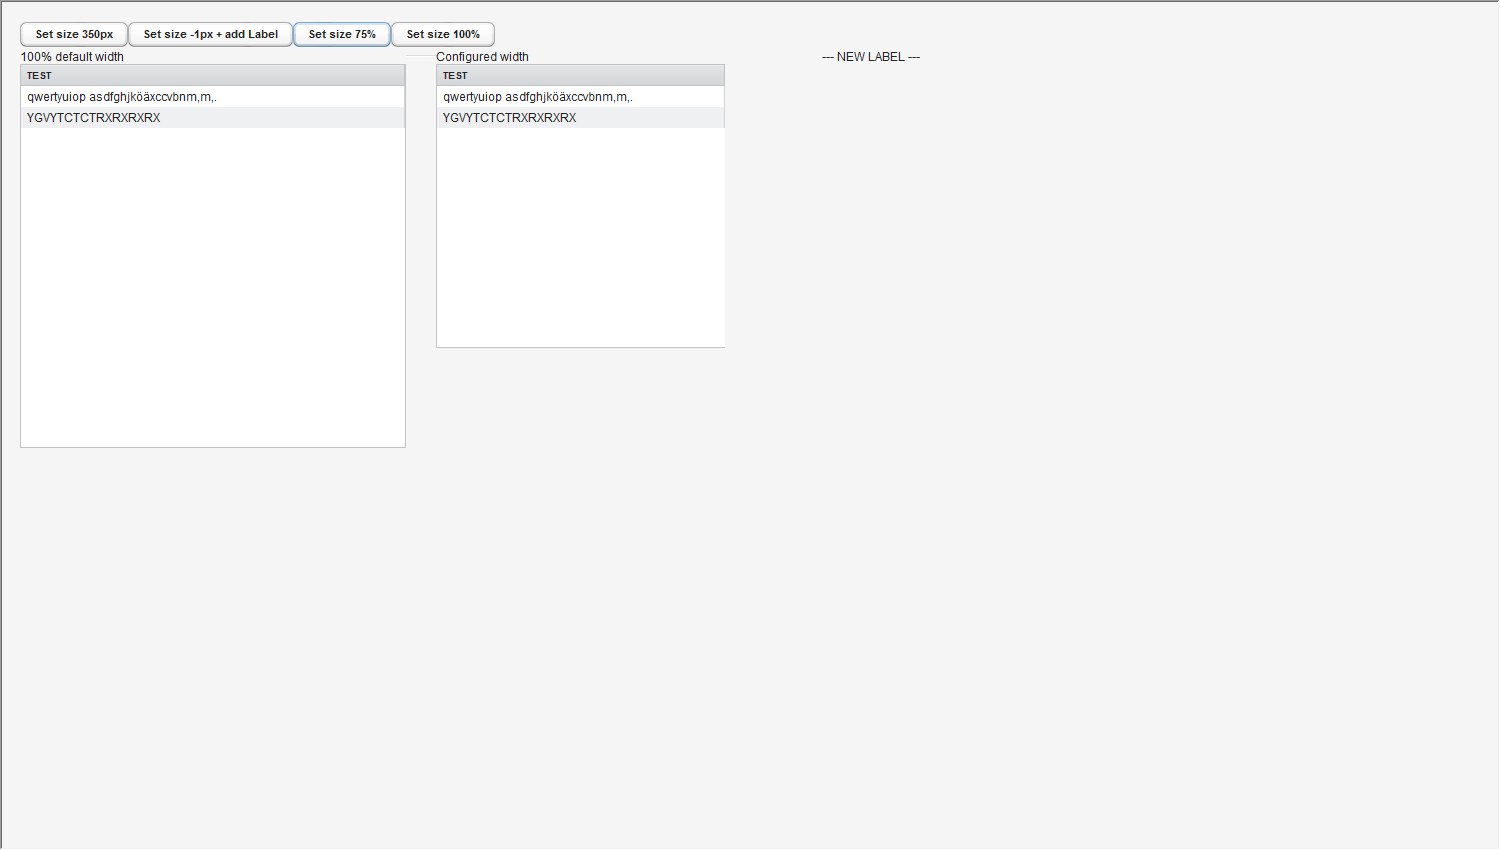 Set size 350px Set size -1px + add Label Set size 75% Set size 100%
100% default width Configured width --- NEW LABEL ---
TEST TEST
qwertyuiop asdfghjköäxccvbnm,m,. qwertyuiop asdfghjköäxccvbnm,m,.
YGVYTCTCTRXRXRXRX YGVYTCTCTRXRXRXRX